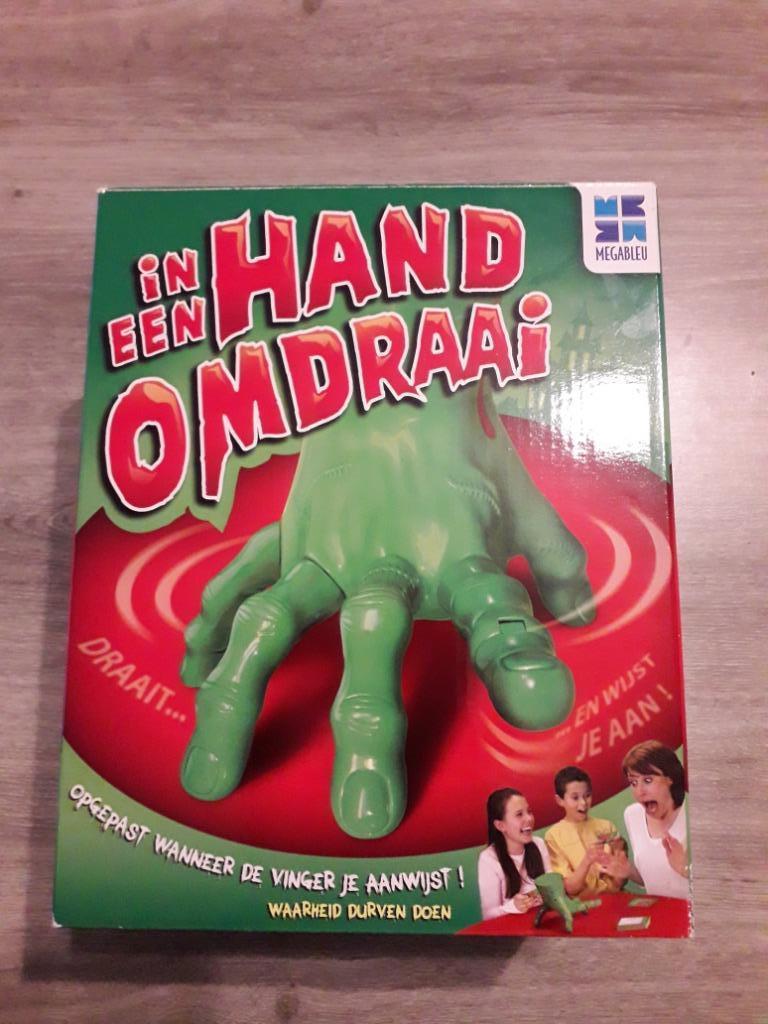 iN HAND
EEN
OMDRAAi
MEGABLEU
DRAAIT...
... EN WIJST
JE AAN !
OPGEPAST WANNEER DE VINGER JE AANWIJST !
WAARHEID DURVEN DOEN